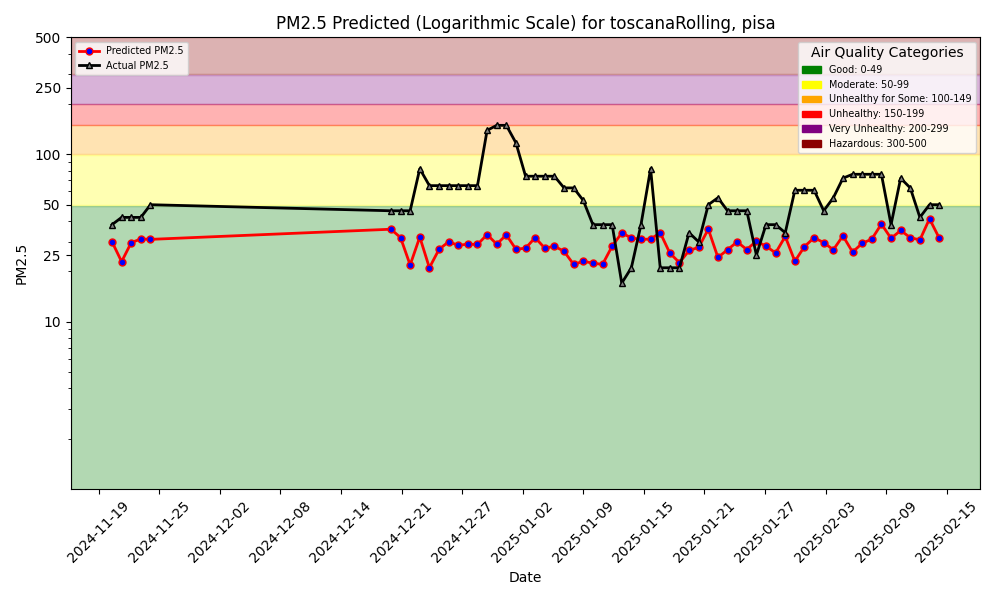 PM2.5 Predicted (Logarithmic Scale) for toscanaRolling, pisa
Predicted PM2.5
Actual PM2.5
Air Quality Categories
Good: 0-49
Moderate: 50-99
Unhealthy for Some: 100-149
Unhealthy: 150-199
Very Unhealthy: 200-299
Hazardous: 300-500
500
250
100
50
25
10
PM2.5
2024-11-19
2024-11-25
2024-12-02
2024-12-08
2024-12-14
2024-12-21
2024-12-27
2025-01-02
2025-01-09
2025-01-15
2025-01-21
2025-01-27
2025-02-03
2025-02-09
2025-02-15
Date